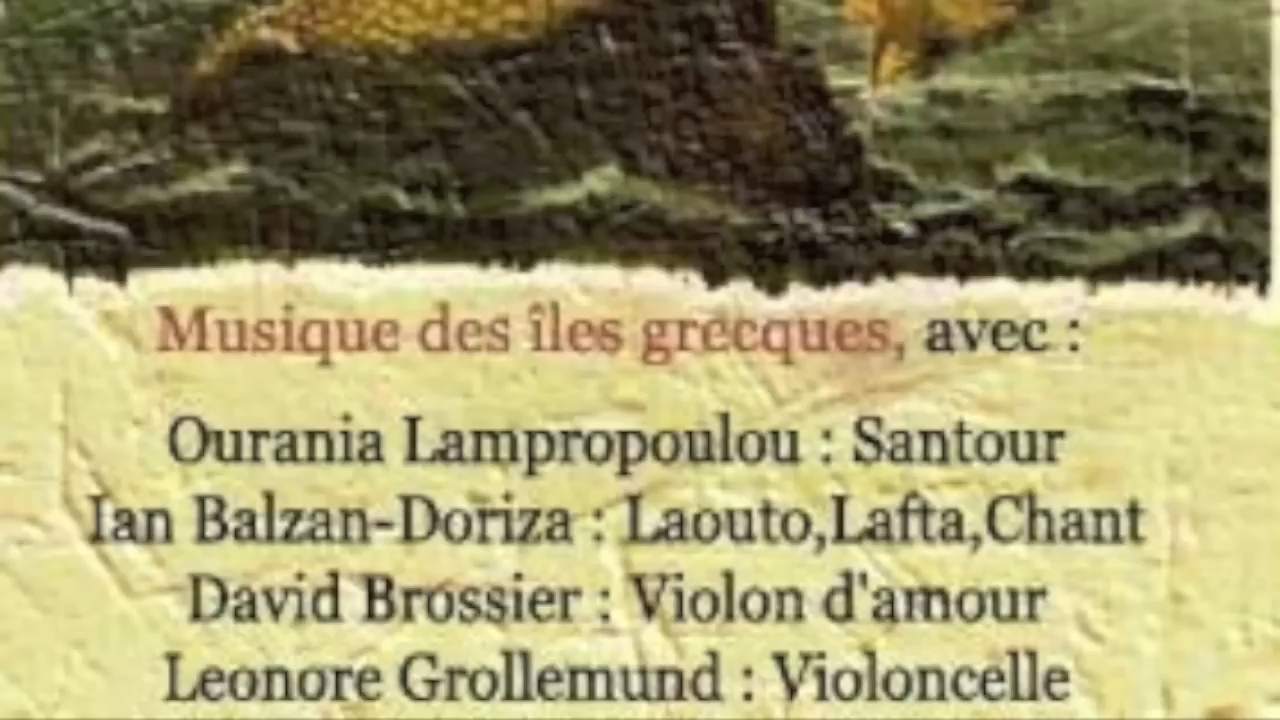 Musique des îles grecques, avec :
Ourania Lampropoulou : Santour
Ian Balzan-Doriza : Laouto,Lafta,Chant
David Brossier : Violon d'amour
Leonore Grollemund : Violoncelle